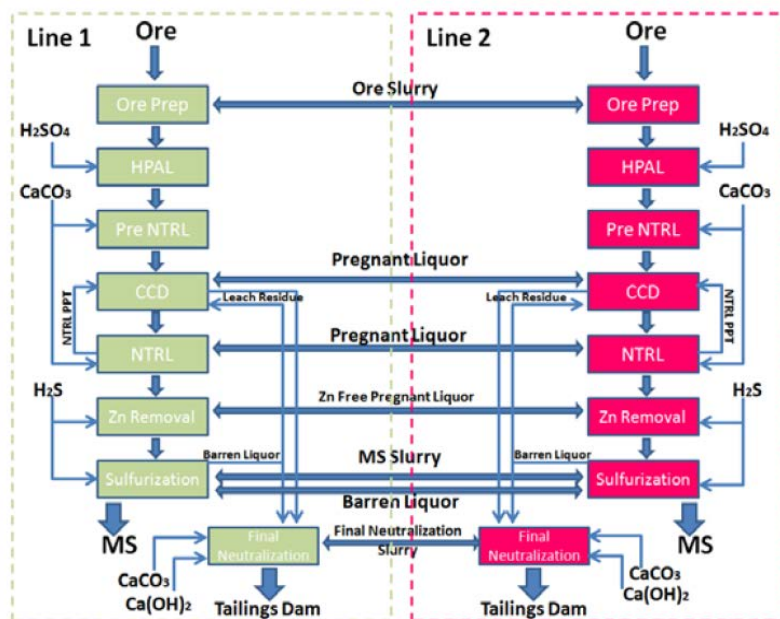 Line 1
Ore
Line 2
Ore
Ore Slurry
Ore Prep
Ore Prep
H₂SO₄
H₂SO₄
HPAL
HPAL
CaCO₃
CaCO₃
Pre NTRL
Pre NTRL
Pregnant Liquor
CCD
CCD
Leach Residue
Leach Residue
NTRL PPT
NTRL PPT
Pregnant Liquor
NTRL
NTRL
H₂S
H₂S
Zn Free Pregnant Liquor
Zn Removal
Zn Removal
Barren Liquor
Barren Liquor
MS Slurry
Sulfurization
Sulfurization
Barren Liquor
MS
MS
Final
Neutralization
Final Neutralization
Slurry
Final
Neutralization
CaCO₃
Ca(OH)₂
CaCO₃
Ca(OH)₂
Tailings Dam
Tailings Dam